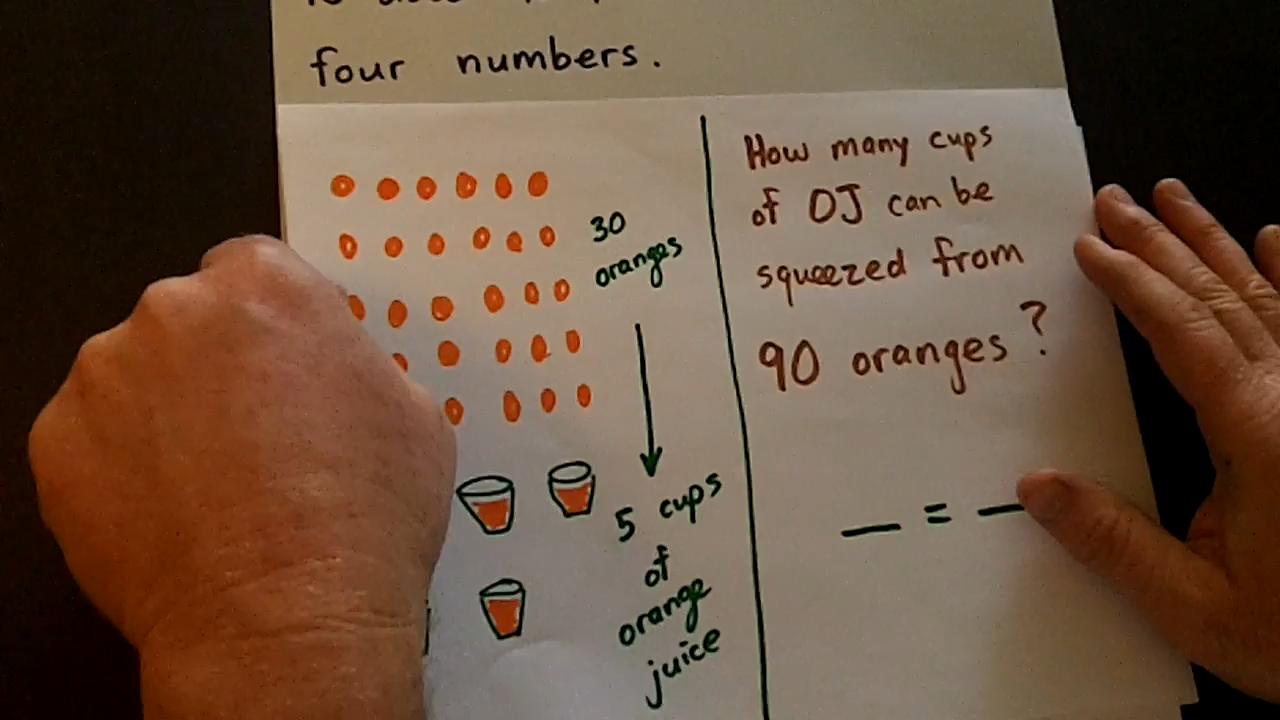 four numbers.
30
oranges
5 cups
of
orange
juice
How many cups
of OJ can be
squeezed from
90 oranges?
_ = _